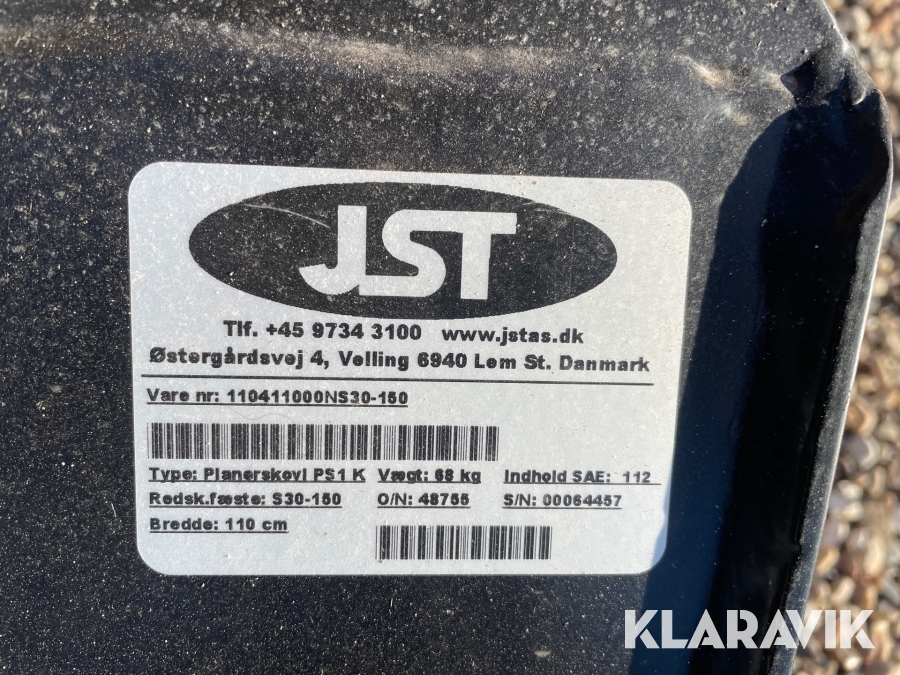 JST
Tlf. +45 9734 3100 www.jstas.dk
Østergårdsvej 4, Velling 6940 Lem St. Danmark
Vare nr: 110411000NS30-150
Type: Planerskovl PS1 K Vægt: 68 kg Indhold SAE: 112
Redsk.fæste: S30-150 O/N: 48755 S/N: 00064457
Bredde: 110 cm
KLARAVIK